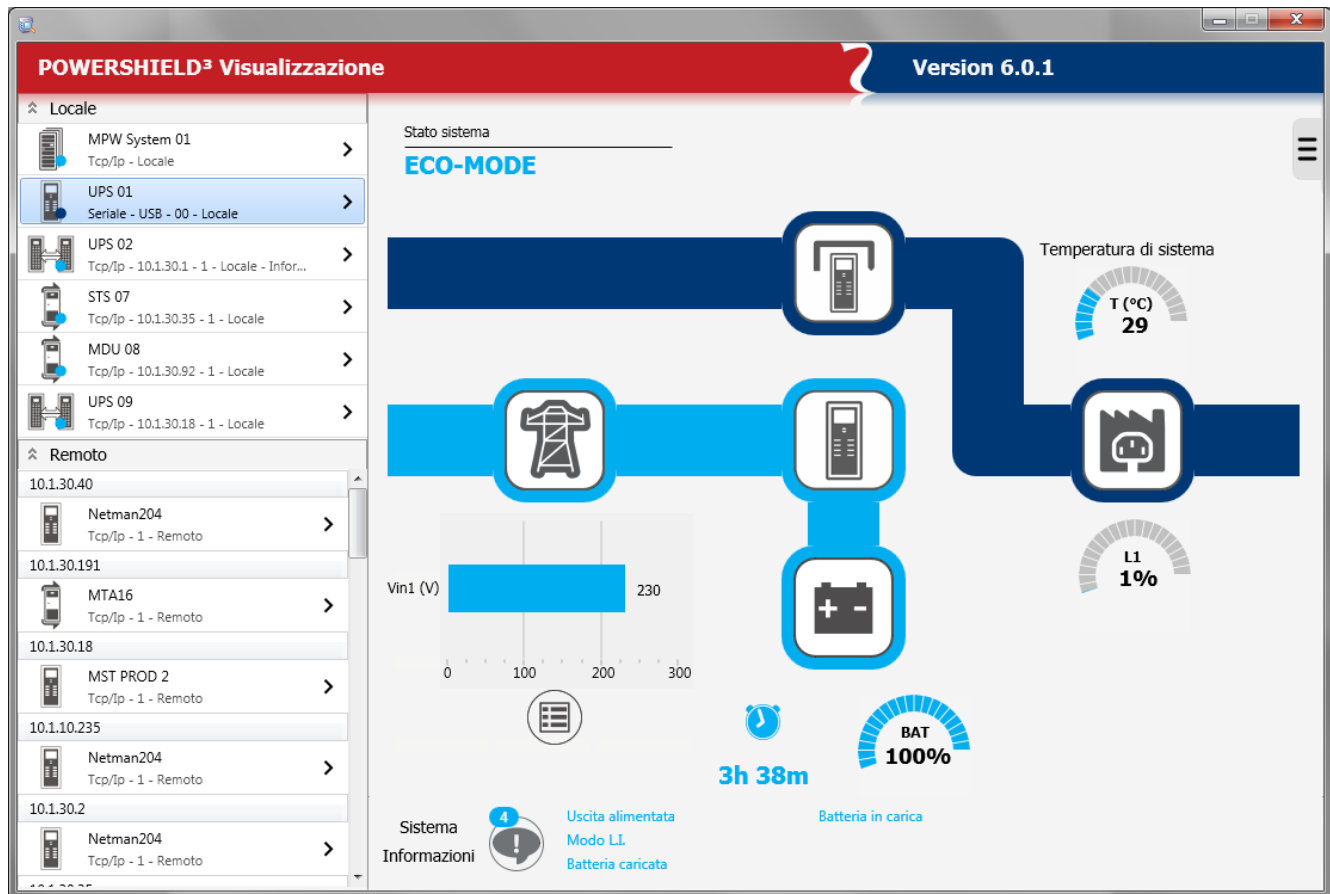 POWERSHIELD³ Visualizzazione
Version 6.0.1
Locale
MPW System 01
Tcp/Ip - Locale
UPS 01
Seriale - USB - 00 - Locale
UPS 02
Tcp/Ip - 10.1.30.1 - 1 - Locale - Infor...
STS 07
Tcp/Ip - 10.1.30.35 - 1 - Locale
MDU 08
Tcp/Ip - 10.1.30.92 - 1 - Locale
UPS 09
Tcp/Ip - 10.1.30.18 - 1 - Locale
Remoto
10.1.30.40
Netman204
Tcp/Ip - 1 - Remoto
10.1.30.191
MTA16
Tcp/Ip - 1 - Remoto
10.1.30.18
MST PROD 2
Tcp/Ip - 1 - Remoto
10.1.10.235
Netman204
Tcp/Ip - 1 - Remoto
10.1.30.2
Netman204
Tcp/Ip - 1 - Remoto
Stato sistema
ECO-MODE
Temperatura di sistema
T (°C)
29
L1
1%
Vin1 (V)
230
0 100 200 300
3h 38m
BAT
100%
Sistema
Informazioni
4
Uscita alimentata
Modo L.I.
Batteria caricata
Batteria in carica